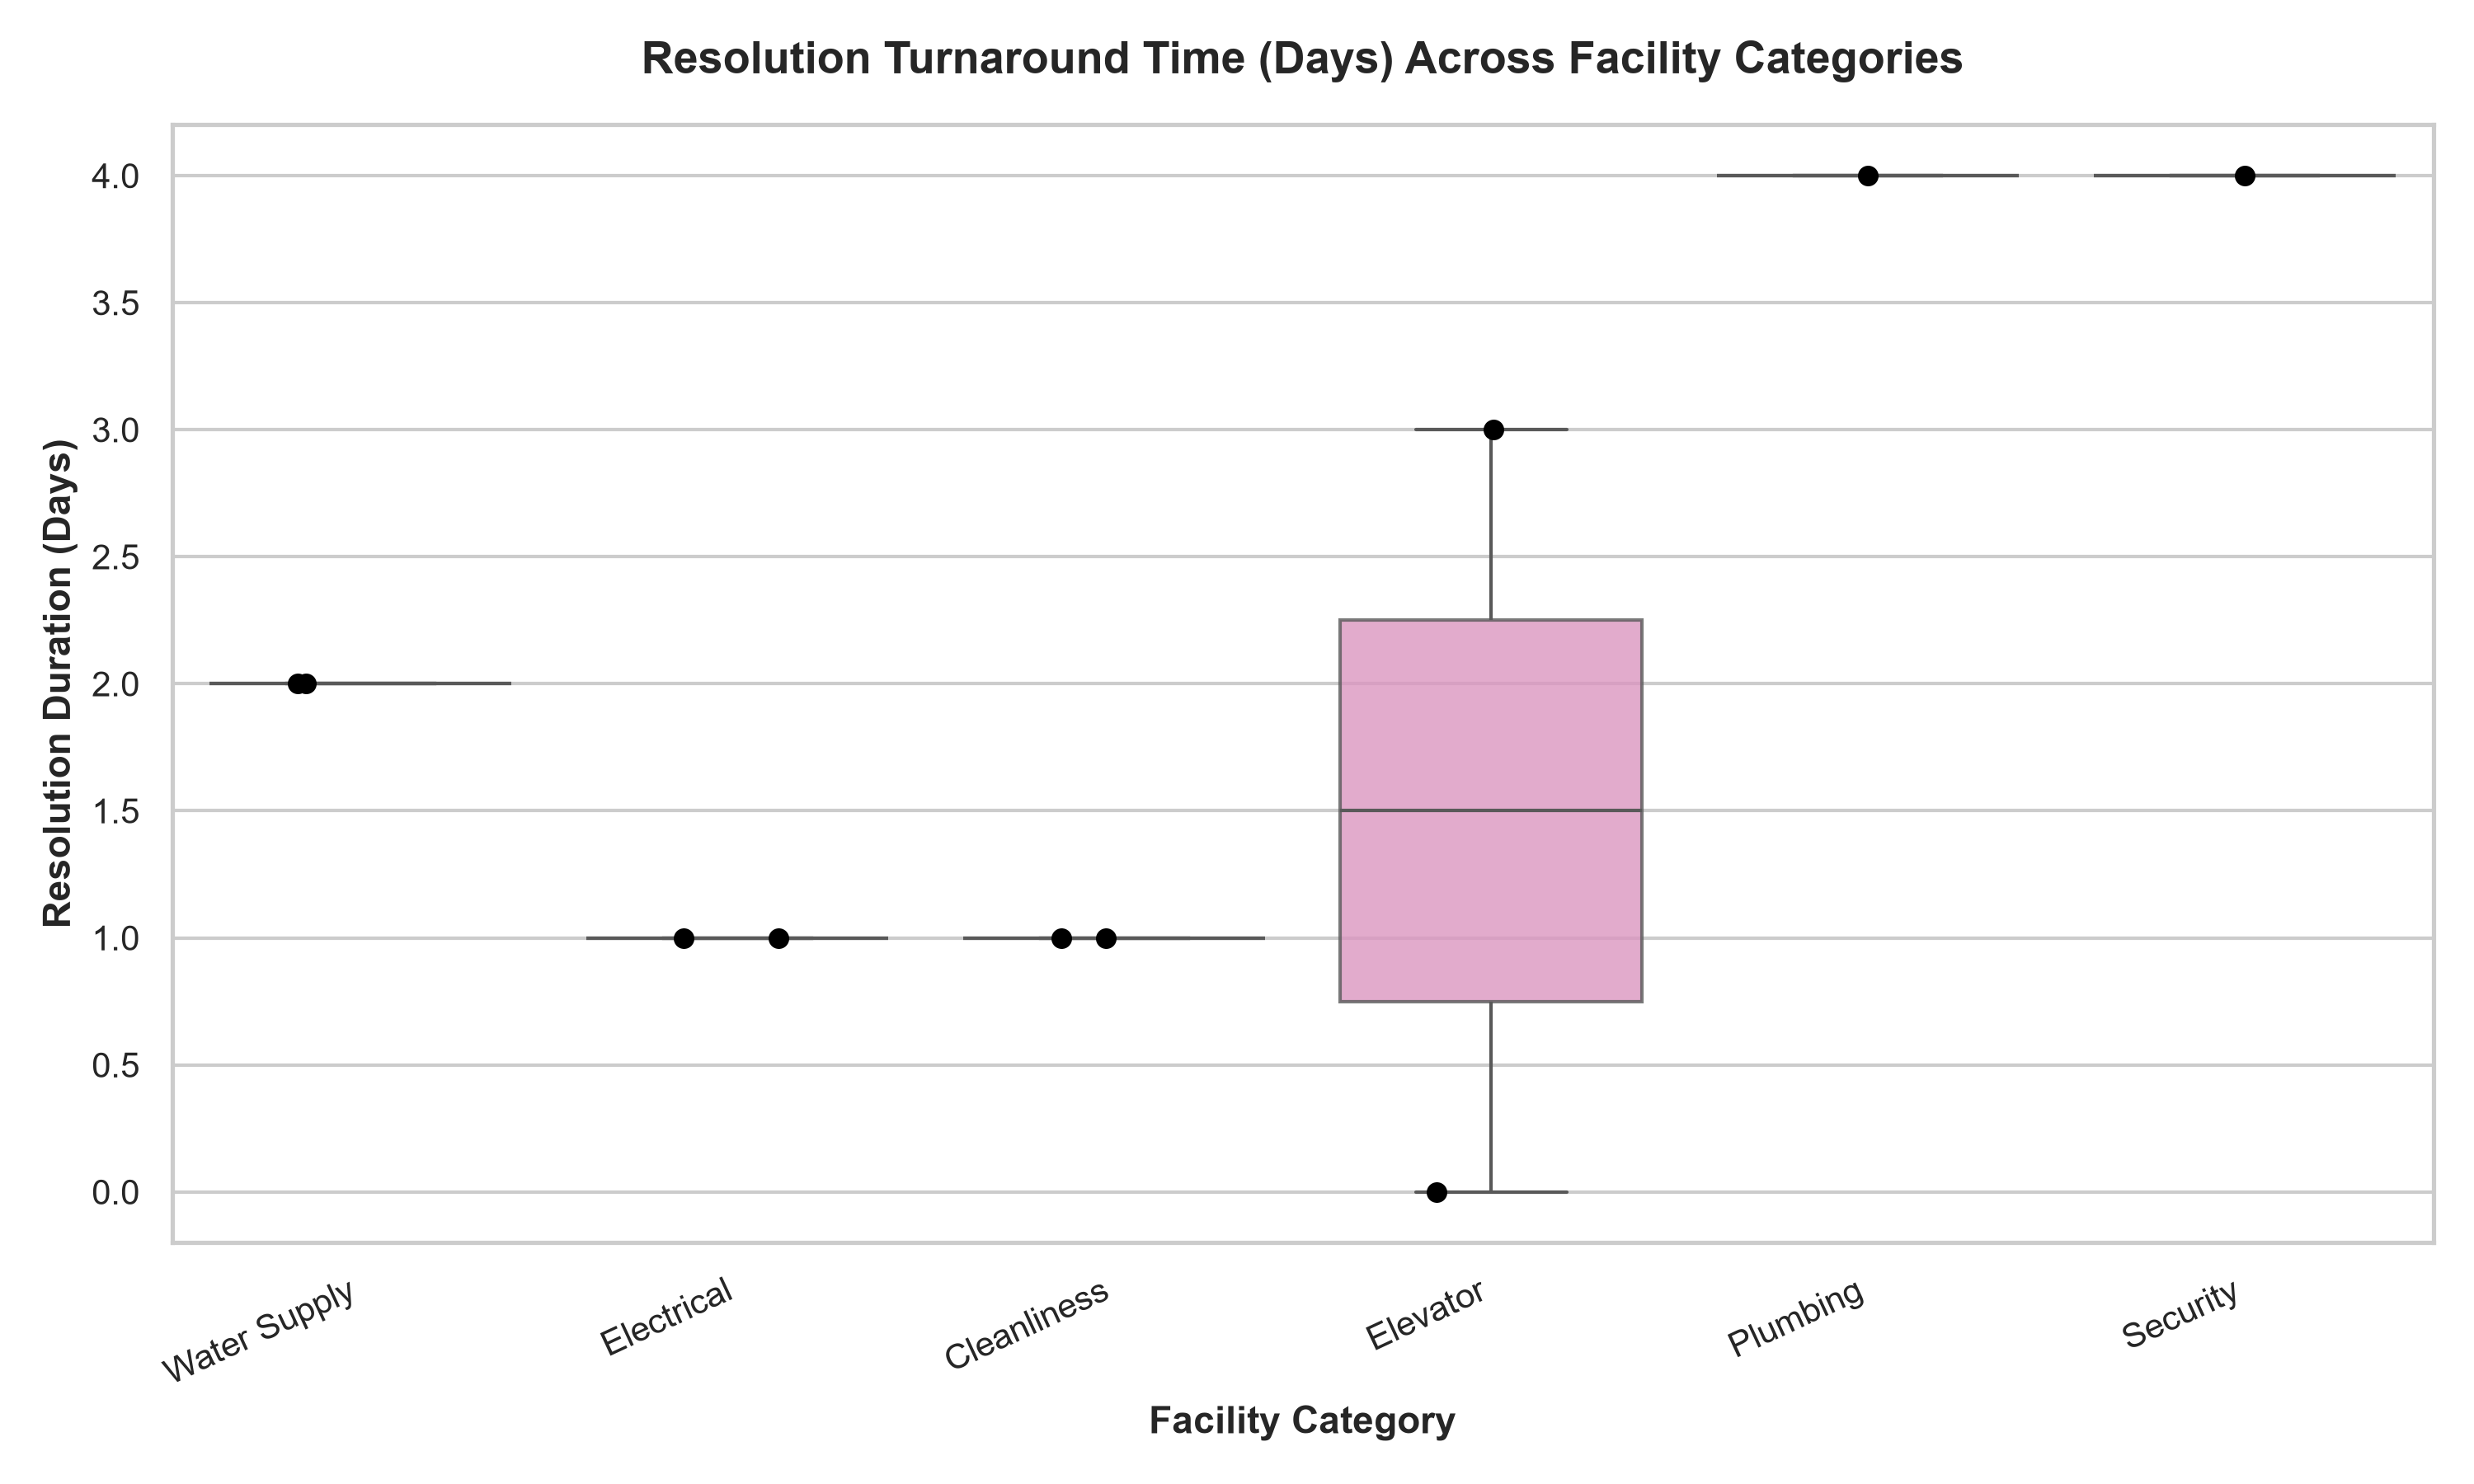 Resolution Turnaround Time (Days) Across Facility Categories
Resolution Duration (Days)
4.0
3.5
3.0
2.5
2.0
1.5
1.0
0.5
0.0
Water Supply
Electrical
Cleanliness
Elevator
Plumbing
Security
Facility Category